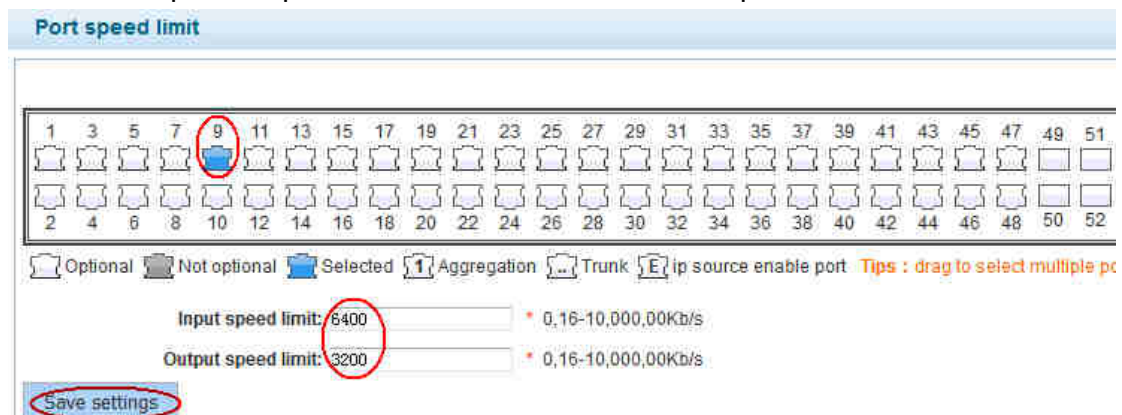 Port speed limit
1 3 5 7 9 11 13 15 17 19 21 23 25 27 29 31 33 35 37 39 41 43 45 47 49 51
2 4 6 8 10 12 14 16 18 20 22 24 26 28 30 32 34 36 38 40 42 44 46 48 50 52
Optional Not optional Selected 1 Aggregation .. Trunk E ip source enable port Tips : drag to select multiple po
Input speed limit: 6400 * 0,16-10,000,00Kb/s
Output speed limit: 3200 * 0,16-10,000,00Kb/s
Save settings